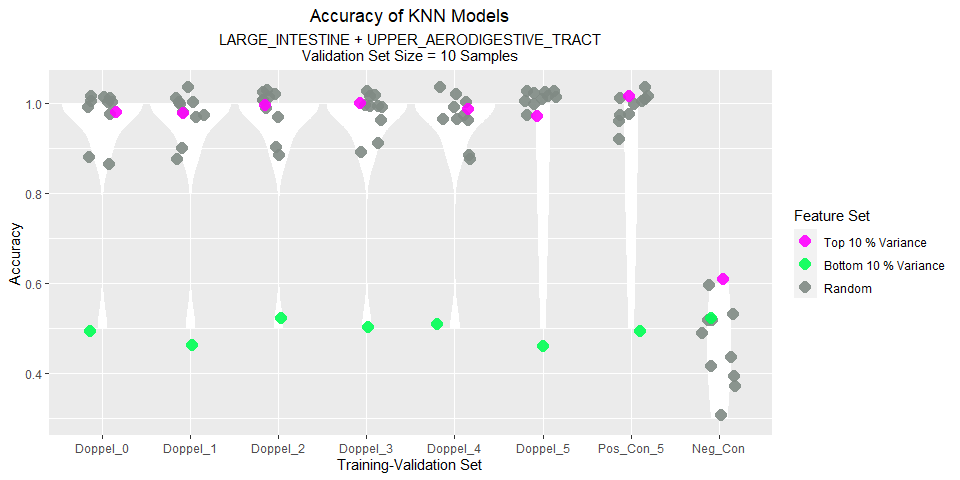 Accuracy of KNN Models
LARGE_INTESTINE + UPPER_AERODIGESTIVE_TRACT
Validation Set Size = 10 Samples
Accuracy
1.0
0.8
0.6
0.4
Doppel_0 Doppel_1 Doppel_2 Doppel_3 Doppel_4 Doppel_5 Pos_Con_5 Neg_Con
Training-Validation Set
Feature Set
Top 10 % Variance
Bottom 10 % Variance
Random